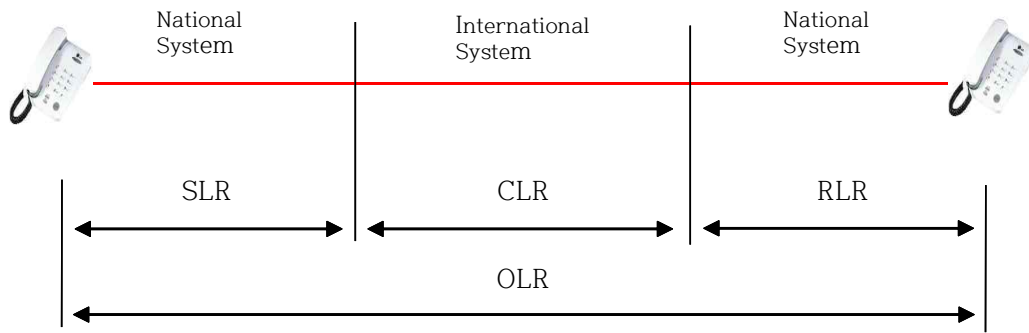 National
System
International
System
National
System
SLR
CLR
RLR
OLR